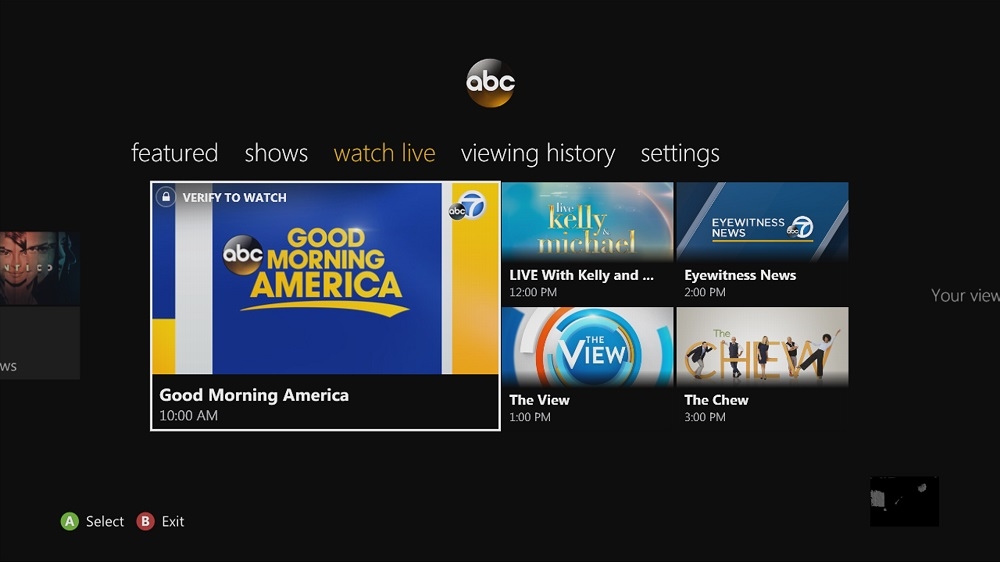 abc
featured shows watch live viewing history settings
VERIFY TO WATCH
abc 7
abc
GOOD
MORNING
AMERICA
Good Morning America
10:00 AM
live
kelly
&
michael
LIVE With Kelly and ...
12:00 PM
EYEWITNESS
NEWS
abc 7
Eyewitness News
2:00 PM
THE
VIEW
The View
1:00 PM
The
CHEW
The Chew
3:00 PM
NTICO
ws
Your view
A Select B Exit